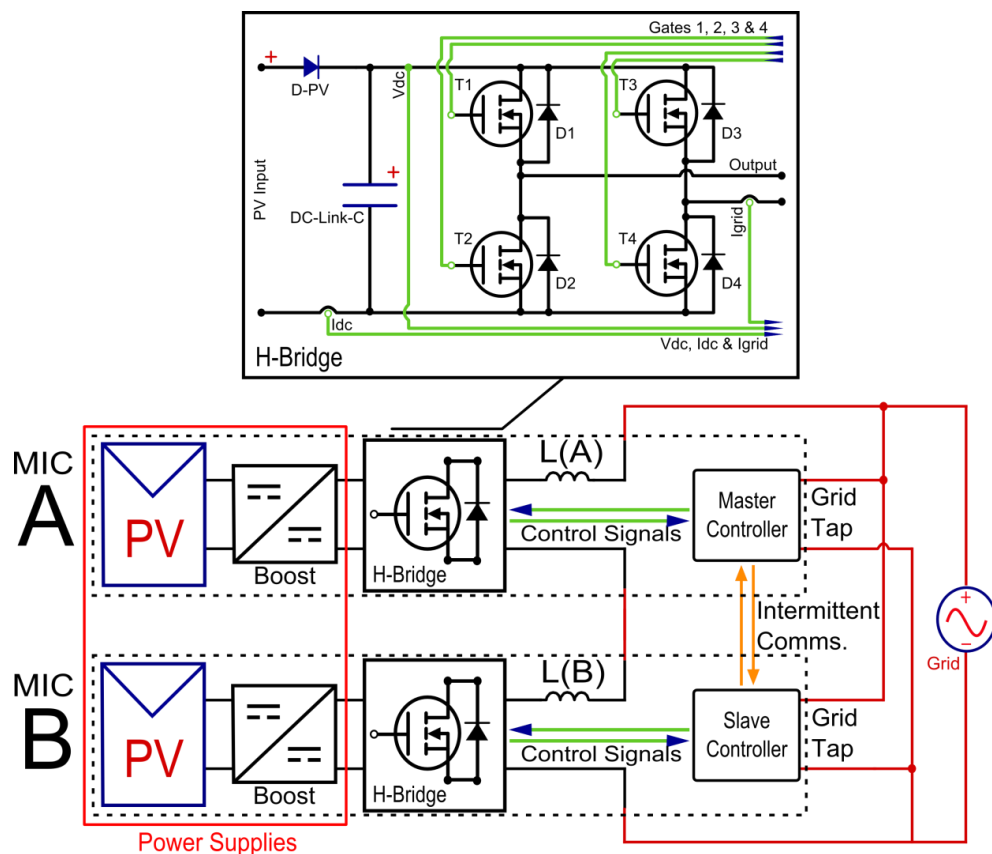 Gates 1, 2, 3 & 4
+
D-PV
Vdc
T1
T3
D1
D3
PV Input
+
DC-Link-C
Output
Igrid
T2
T4
D2
D4
Idc
Vdc, Idc & Igrid
H-Bridge
MIC
A
PV
Boost
H-Bridge
L(A)
Control Signals
Master
Controller
Grid
Tap
Intermittent
Comms.
+
−
Grid
MIC
B
PV
Boost
H-Bridge
L(B)
Control Signals
Slave
Controller
Grid
Tap
Power Supplies